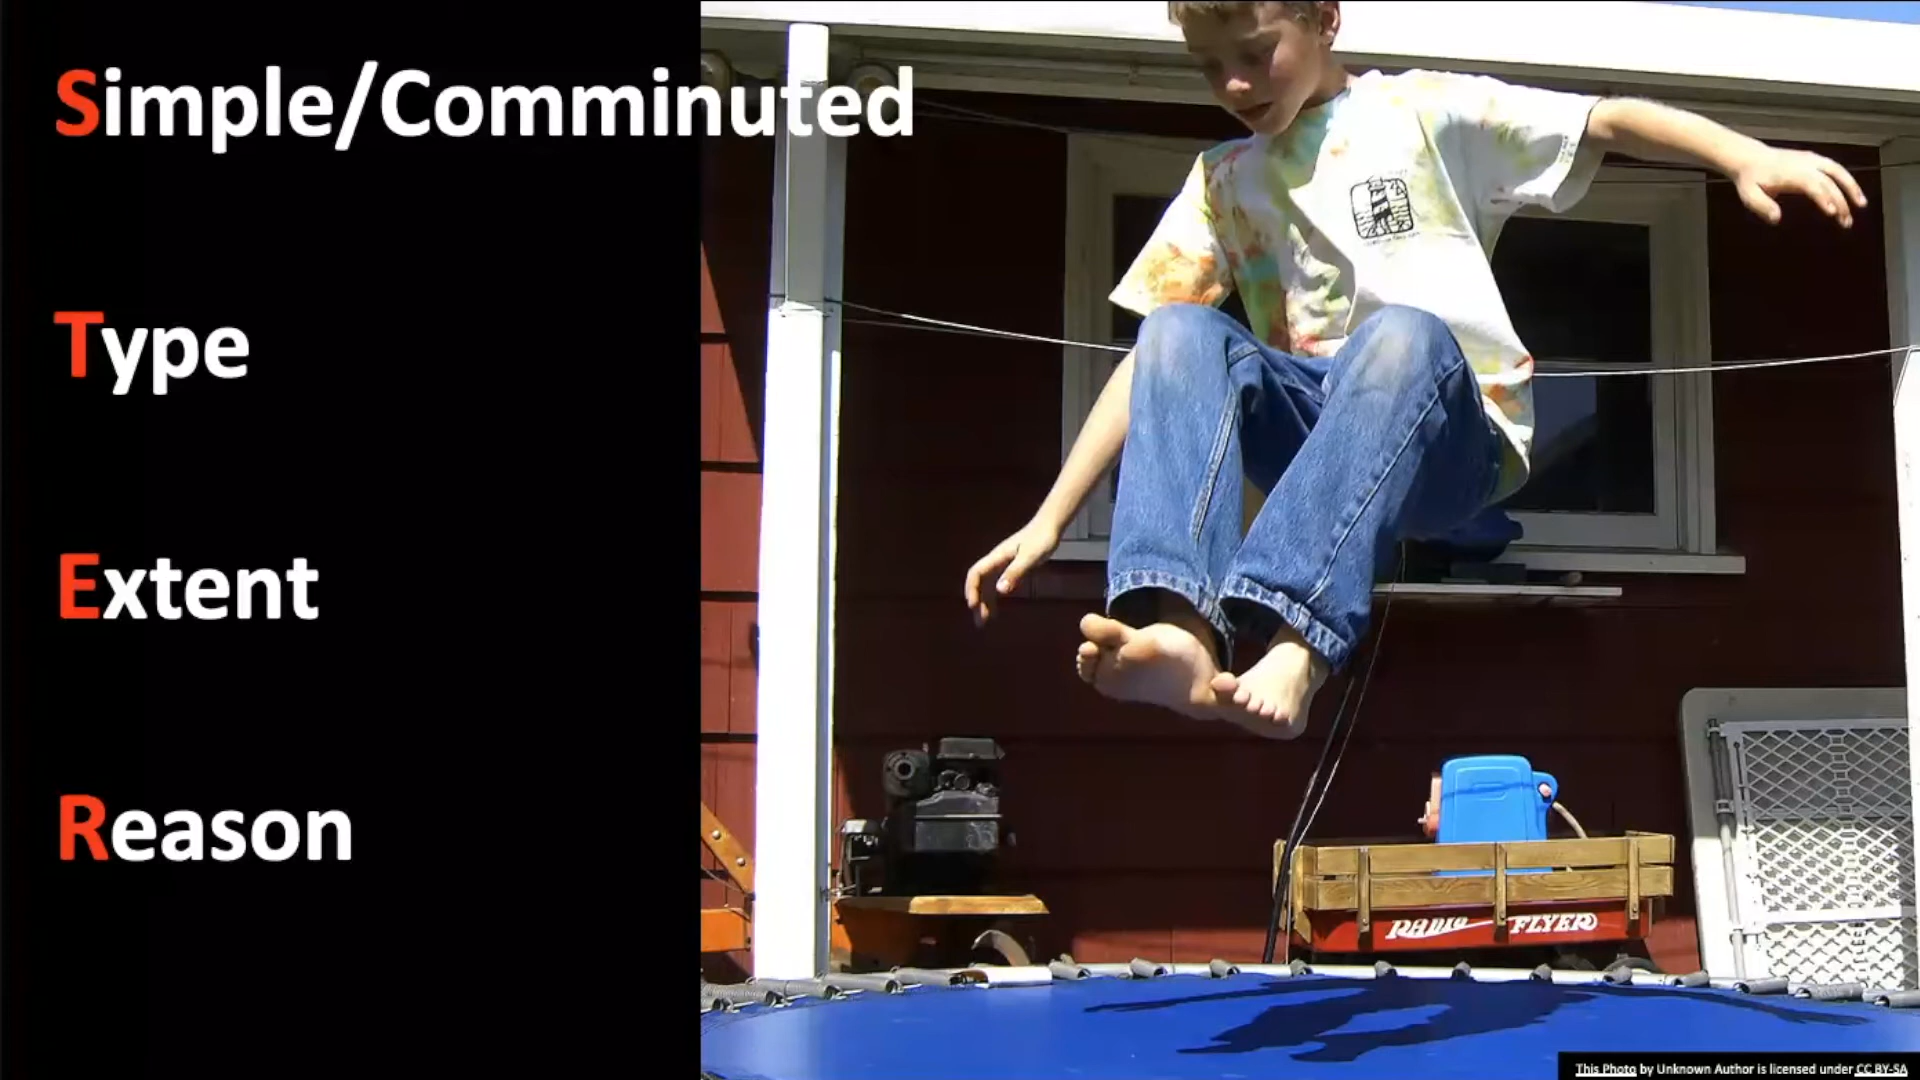 Simple/Comminuted
Type
Extent
Reason
RADIO FLYER
This Photo by Unknown Author is licensed under CC BY-SA